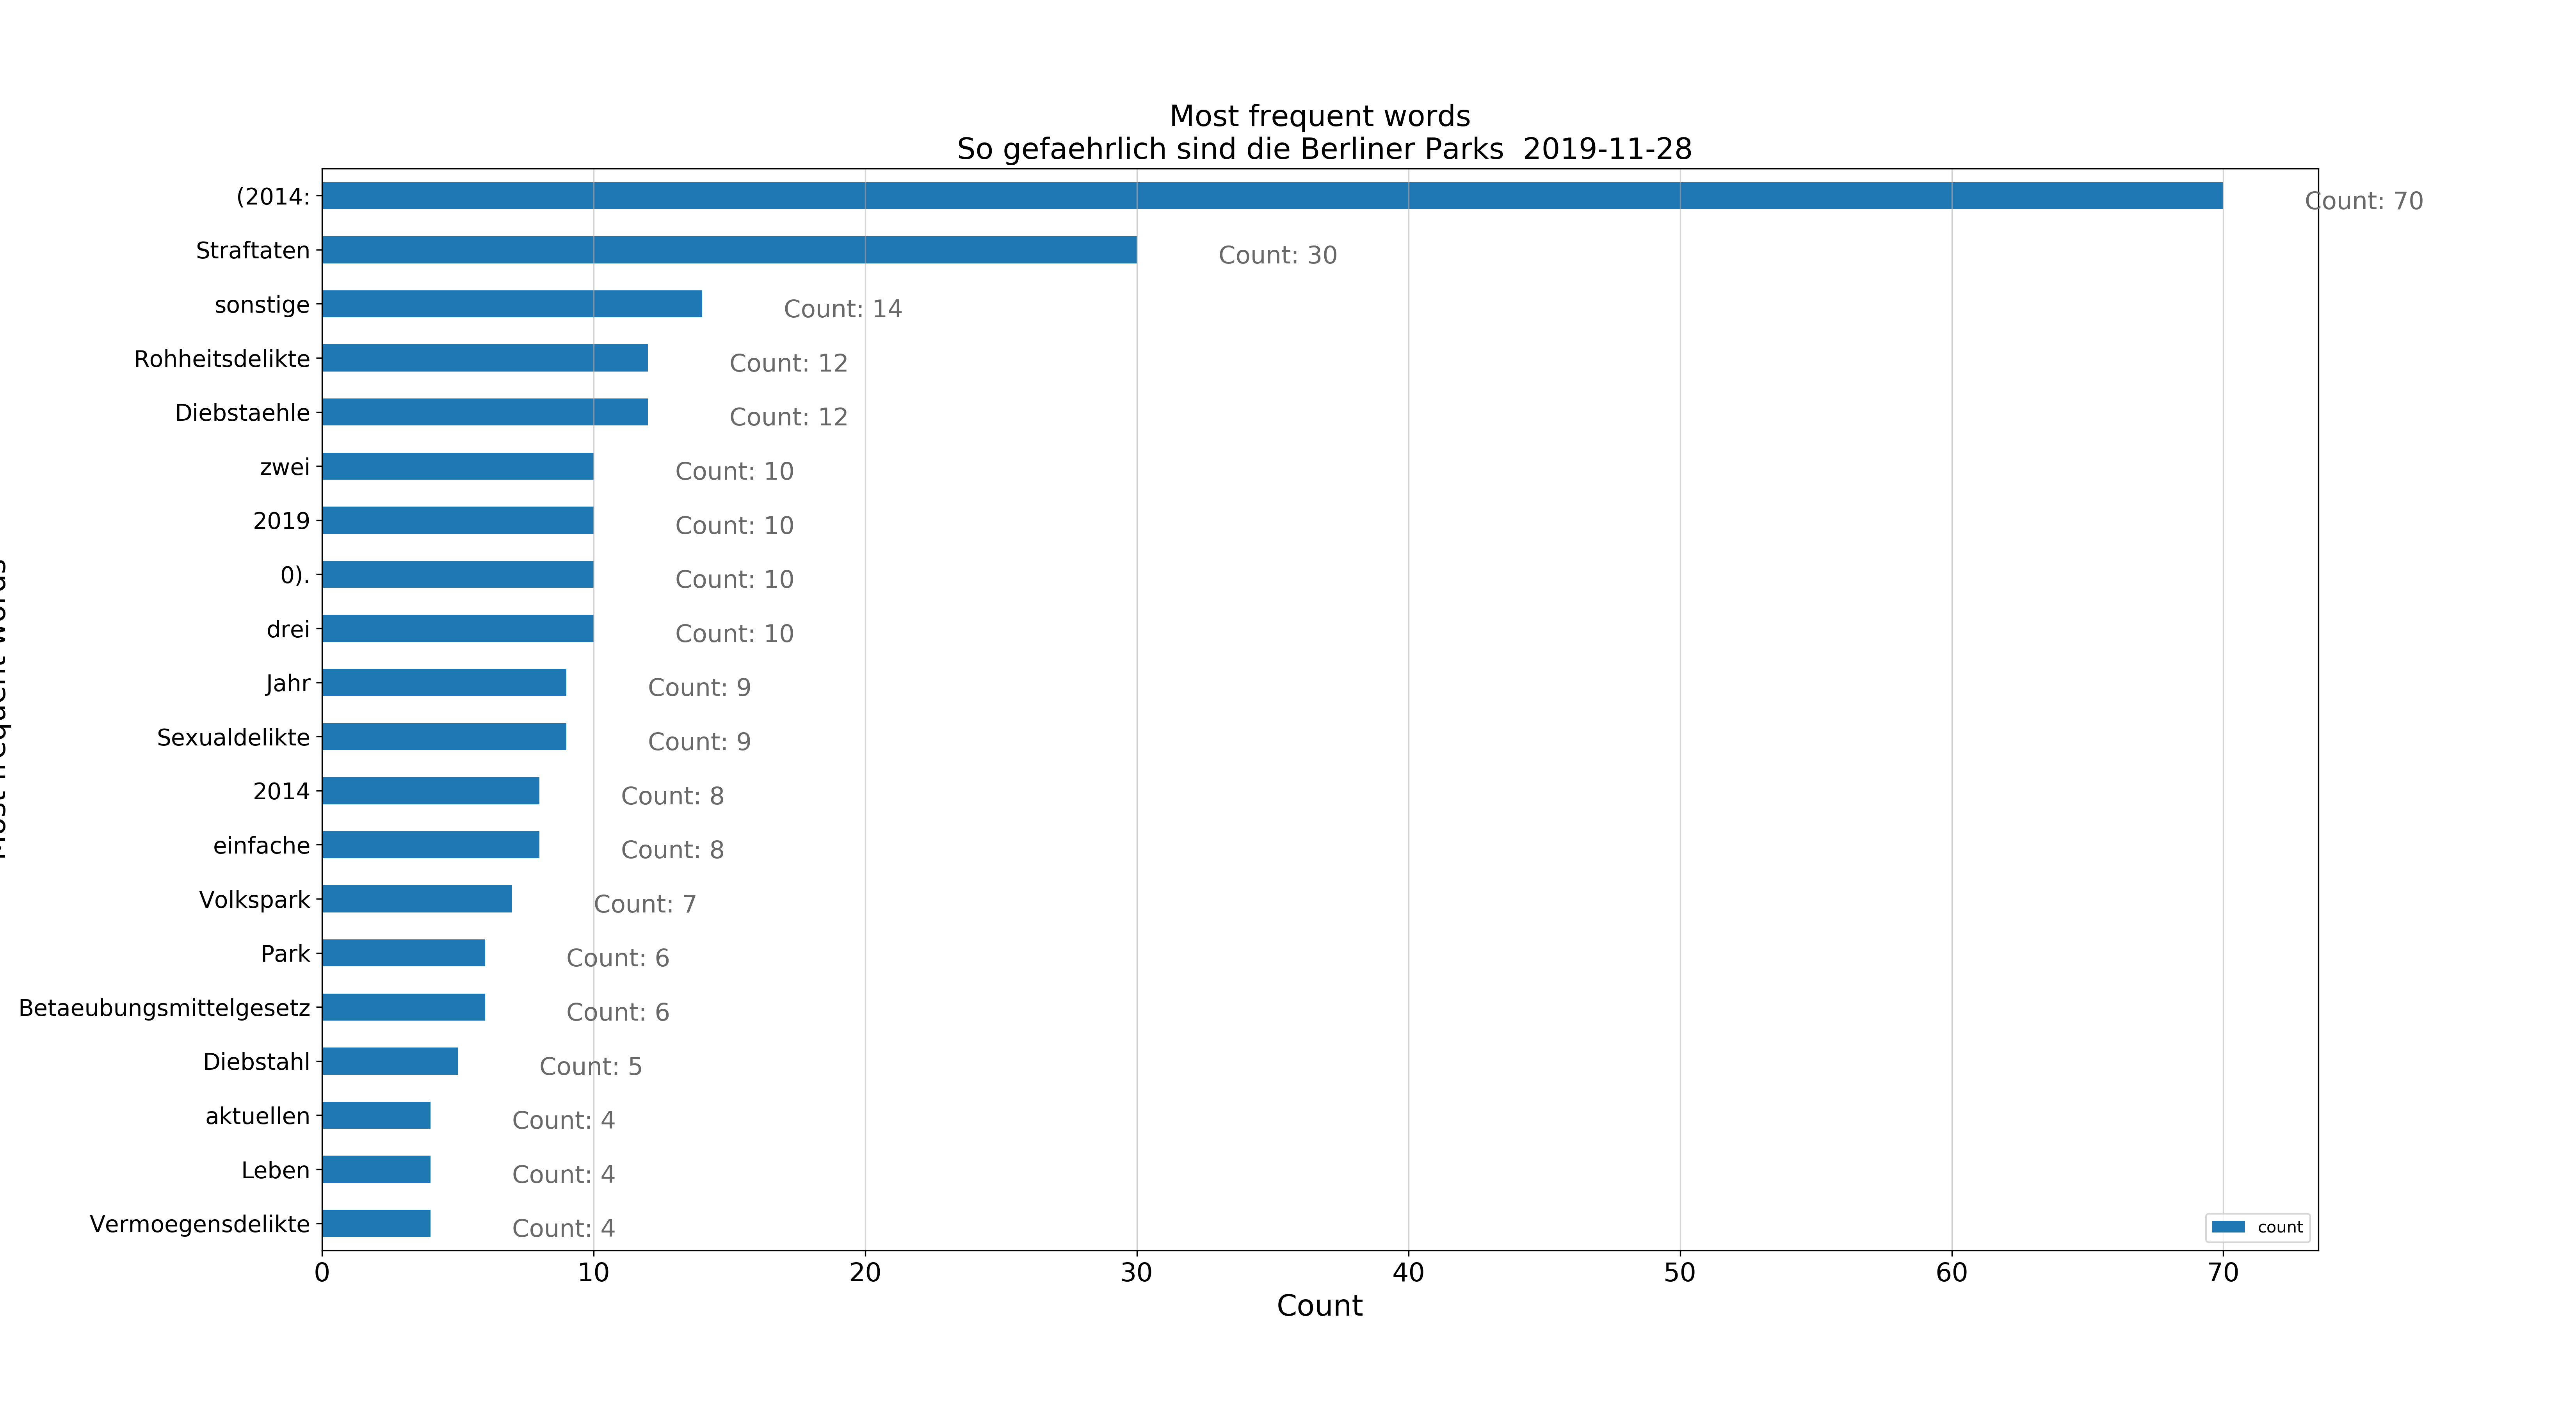 Most frequent words
So gefaehrlich sind die Berliner Parks 2019-11-28
(2014: Count: 70
Straftaten Count: 30
sonstige Count: 14
Rohheitsdelikte Count: 12
Diebstaehle Count: 12
zwei Count: 10
2019 Count: 10
0). Count: 10
drei Count: 10
Jahr Count: 9
Sexualdelikte Count: 9
2014 Count: 8
einfache Count: 8
Volkspark Count: 7
Park Count: 6
Betaeubungsmittelgesetz Count: 6
Diebstahl Count: 5
aktuellen Count: 4
Leben Count: 4
Vermoegensdelikte Count: 4
count
0 10 20 30 40 50 60 70
Count
Most frequent words